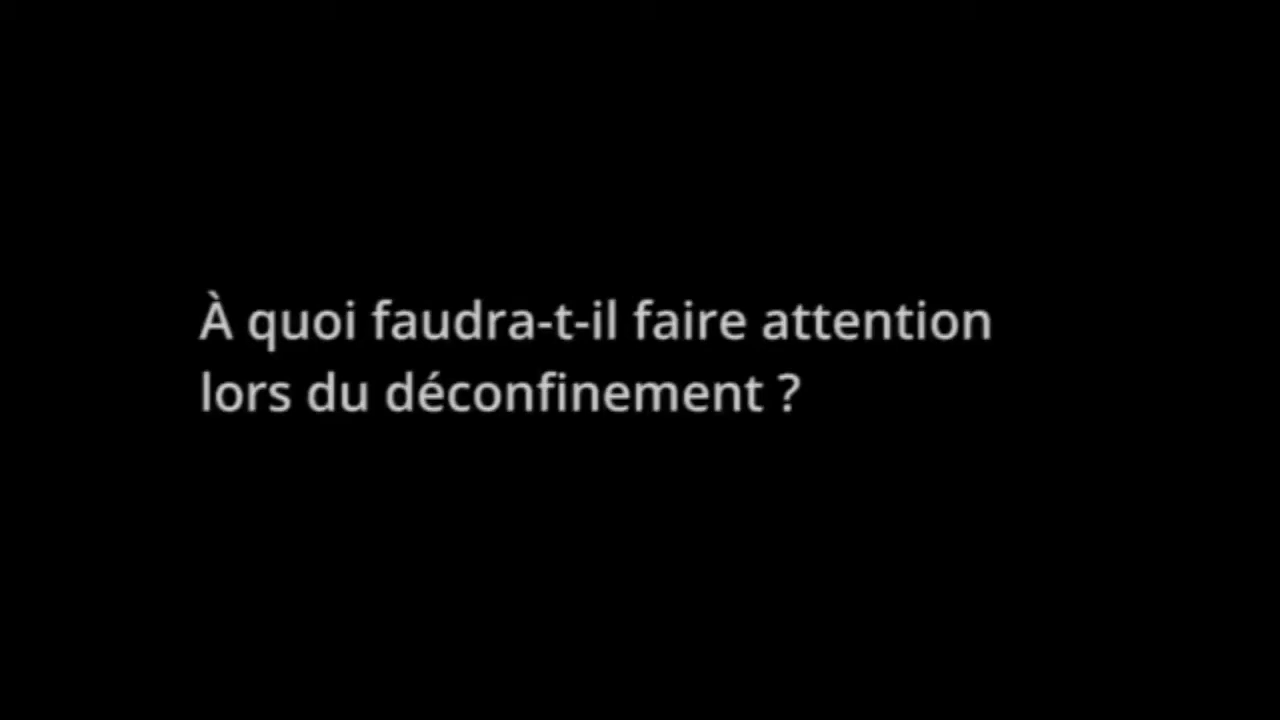 À quoi faudra-t-il faire attention
lors du déconfinement ?